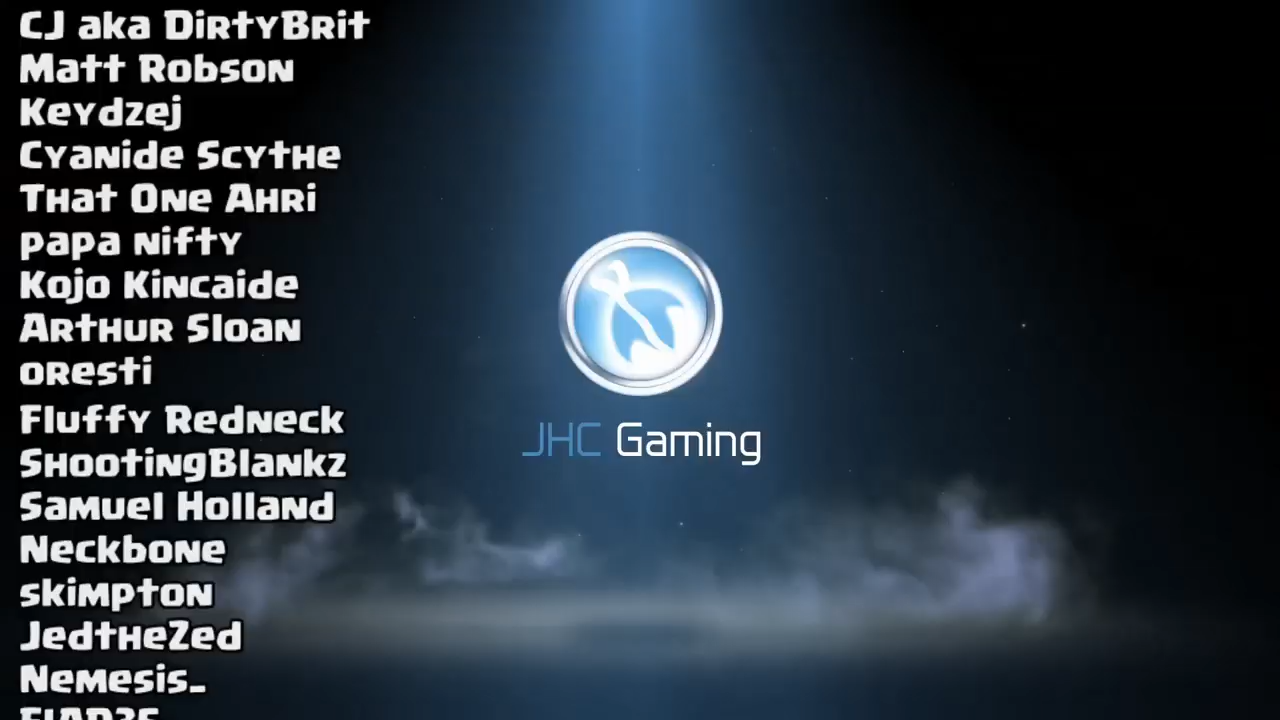 CJ aka DirtyBrit
Matt Robson
Keydzej
Cyanide Scythe
That One Ahri
papa nifty
Kojo Kincaide
Arthur Sloan
oresti
Fluffy Redneck
ShootingBlankz
Samuel Holland
Neckbone
skimpton
JedtheZed
Nemesis_
JHC Gaming